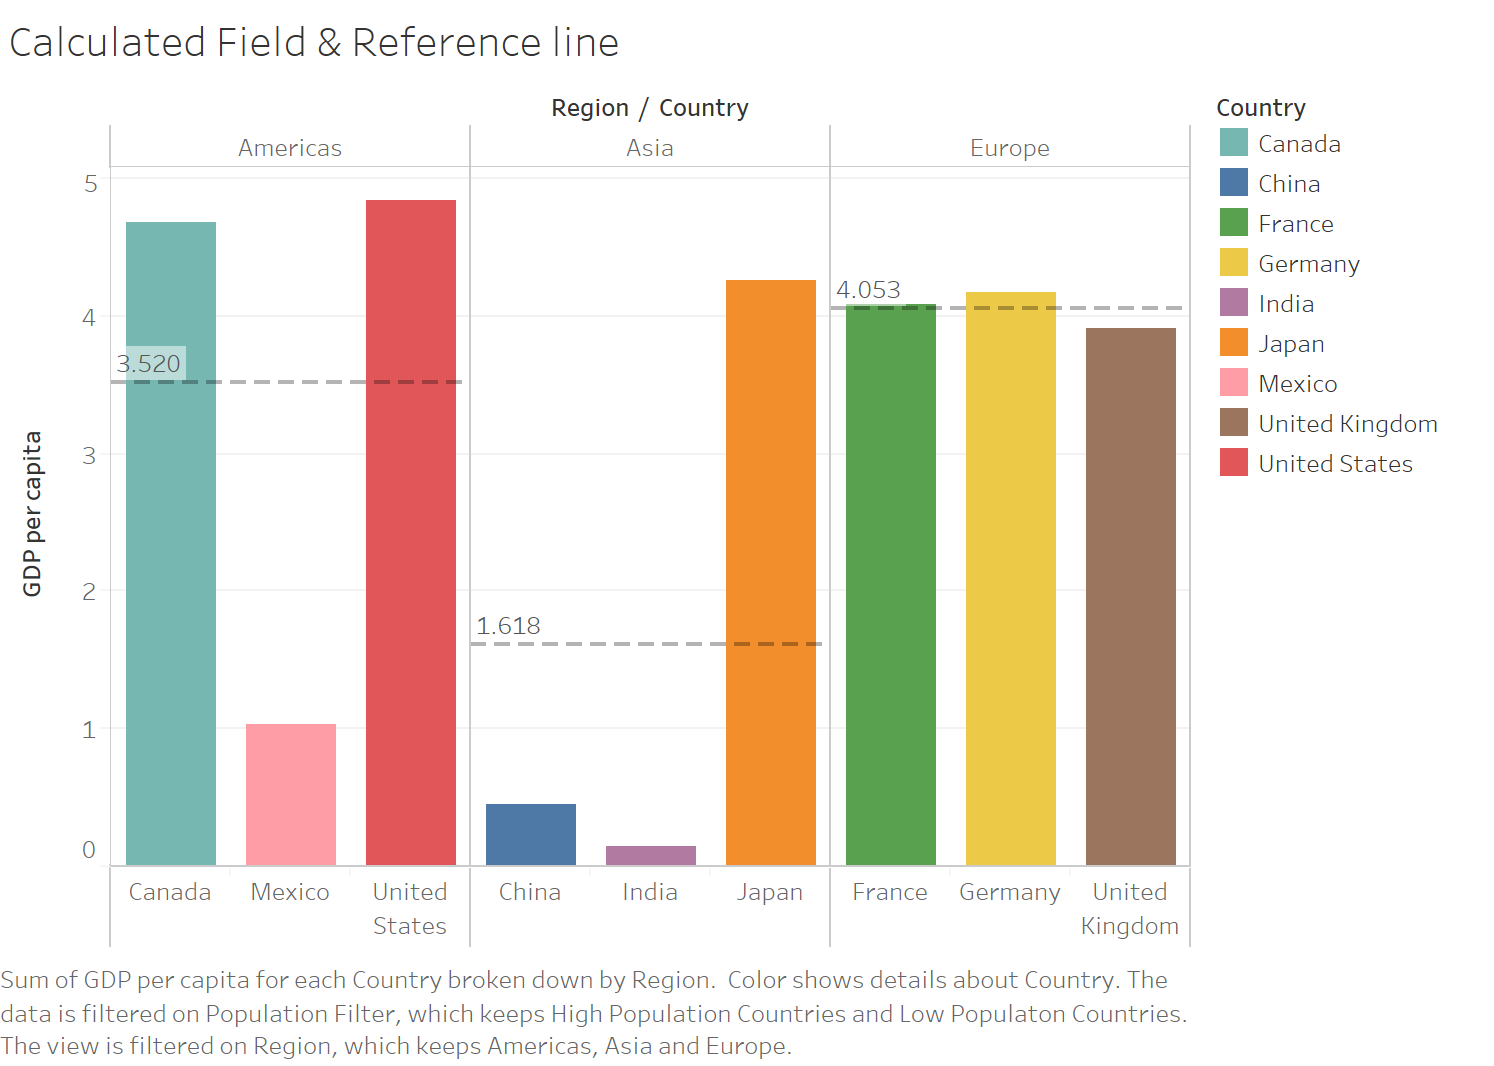 Calculated Field & Reference line
Region / Country
Americas
Asia
Europe
GDP per capita
5
4
3
2
1
0
3.520
1.618
4.053
Canada
Mexico
United
States
China
India
Japan
France
Germany
United
Kingdom
Country
Canada
China
France
Germany
India
Japan
Mexico
United Kingdom
United States
Sum of GDP per capita for each Country broken down by Region.  Color shows details about Country. The
data is filtered on Population Filter, which keeps High Population Countries and Low Populaton Countries.
The view is filtered on Region, which keeps Americas, Asia and Europe.